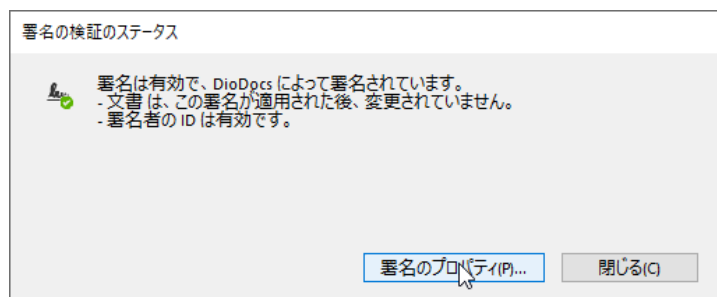 署名の検証のステータス
署名は有効で、DioDocs によって署名されています。
- 文書 は、この署名が適用された後、変更されていません。
- 署名者の ID は有効です。
署名のプロパティ(P)...
閉じる(C)